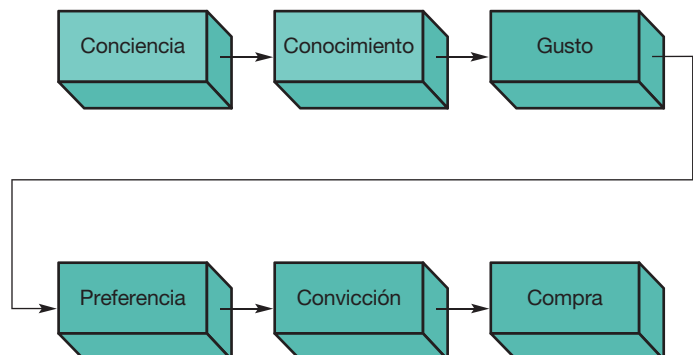 Conciencia
Conocimiento
Gusto
Preferencia
Convicción
Compra